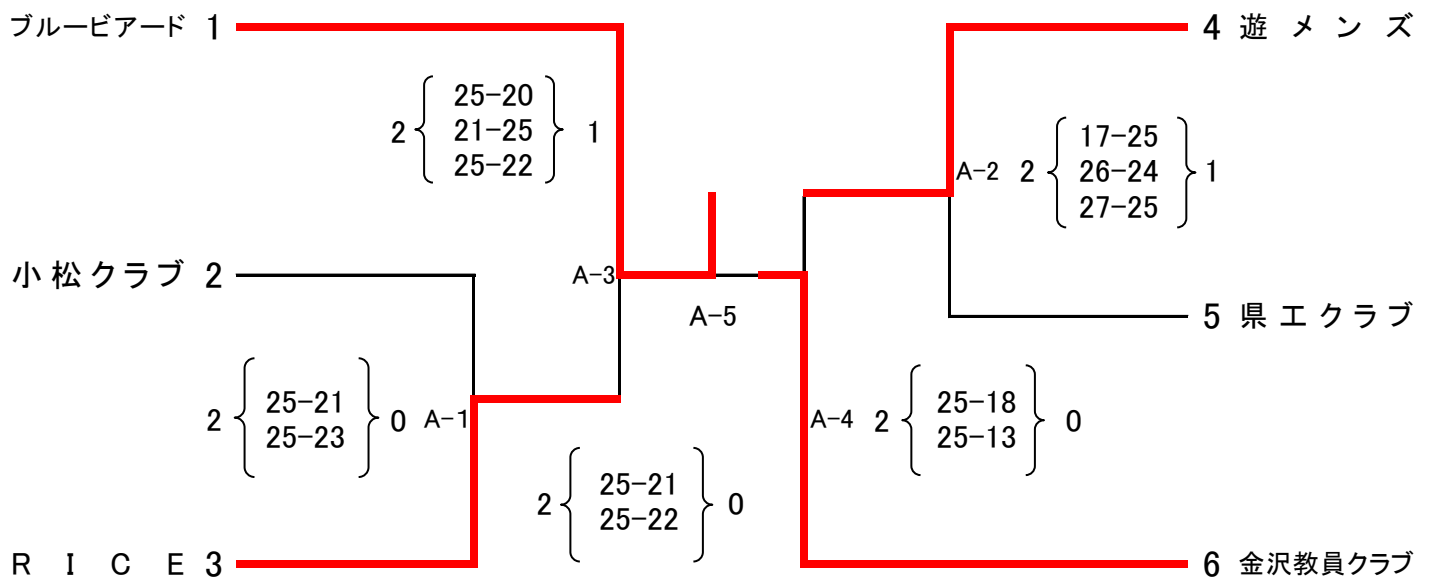 ブルービアード 1
4 遊メンズ
2 25-20 21-25 25-22 1
A-2 2 17-25 26-24 27-25 1
小松クラブ 2
A-3
A-5
5 県工クラブ
2 25-21 25-23 0 A-1
A-4 2 25-18 25-13 0
2 25-21 25-22 0
RICE 3
6 金沢教員クラブ